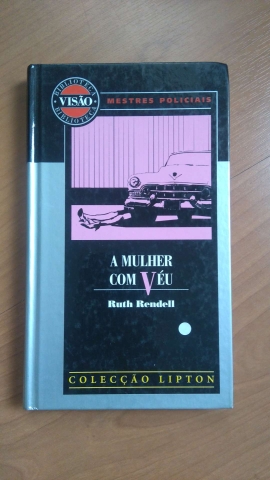 BIBLIOTECA
VISÃO
BIBLIOTECA
MESTRES POLICIAIS
A MULHER
COM VÉU
Ruth Rendell
COLECÇÃO LIPTON